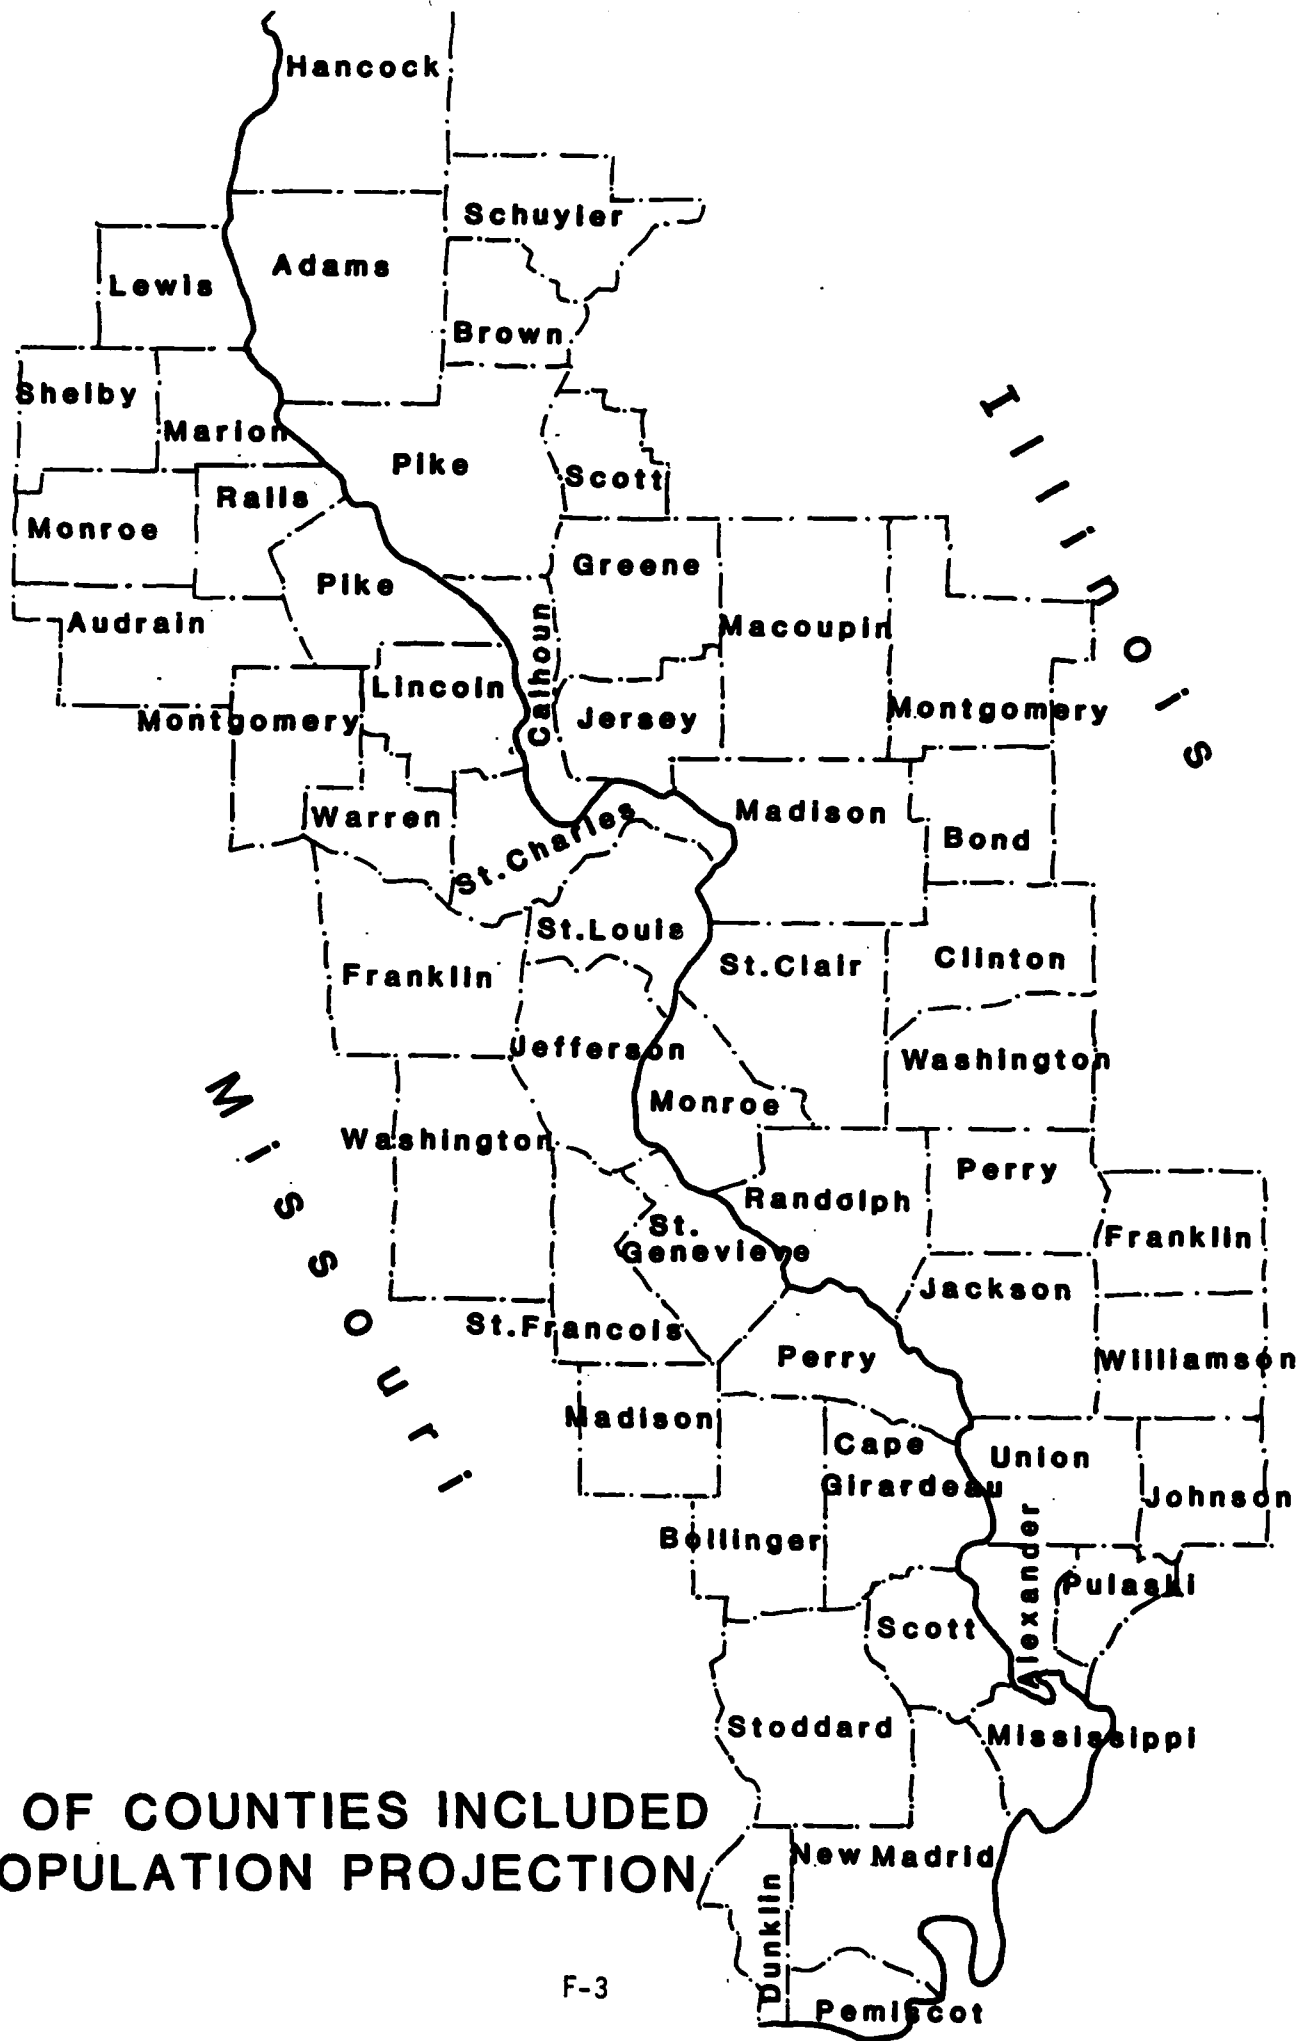 Hancock
Schuyler
Adams
Lewis
Brown
Shelby
Marion
Pike
Scott
Ralls
Monroe
Greene
Pike
Audrain
Macoupin
Calhoun
Lincoln
Montgomery
Jersey
Montgomery
Illinois
Warren
St.Charles
Madison
Bond
St.Louis
St.Clair
Clinton
Franklin
Jefferson
Washington
Monroe
Missouri
Washington
Perry
Randolph
St.
Genevieve
Franklin
Jackson
St.Francois
Perry
Williamson
Madison
Cape
Girardeau
Union
Johnson
Bollinger
Alexander
Pulaski
Scott
Stoddard
Mississippi
OF COUNTIES INCLUDED
OPULATION PROJECTION
New Madrid
Dunklin
Pemiscot
F-3